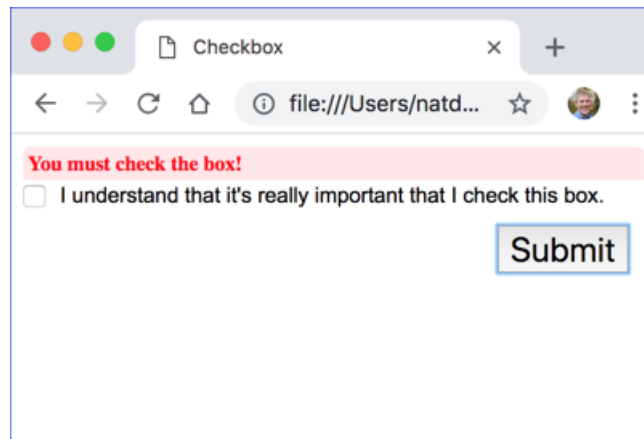 Checkbox
file:///Users/natd...
You must check the box!
I understand that it's really important that I check this box.
Submit